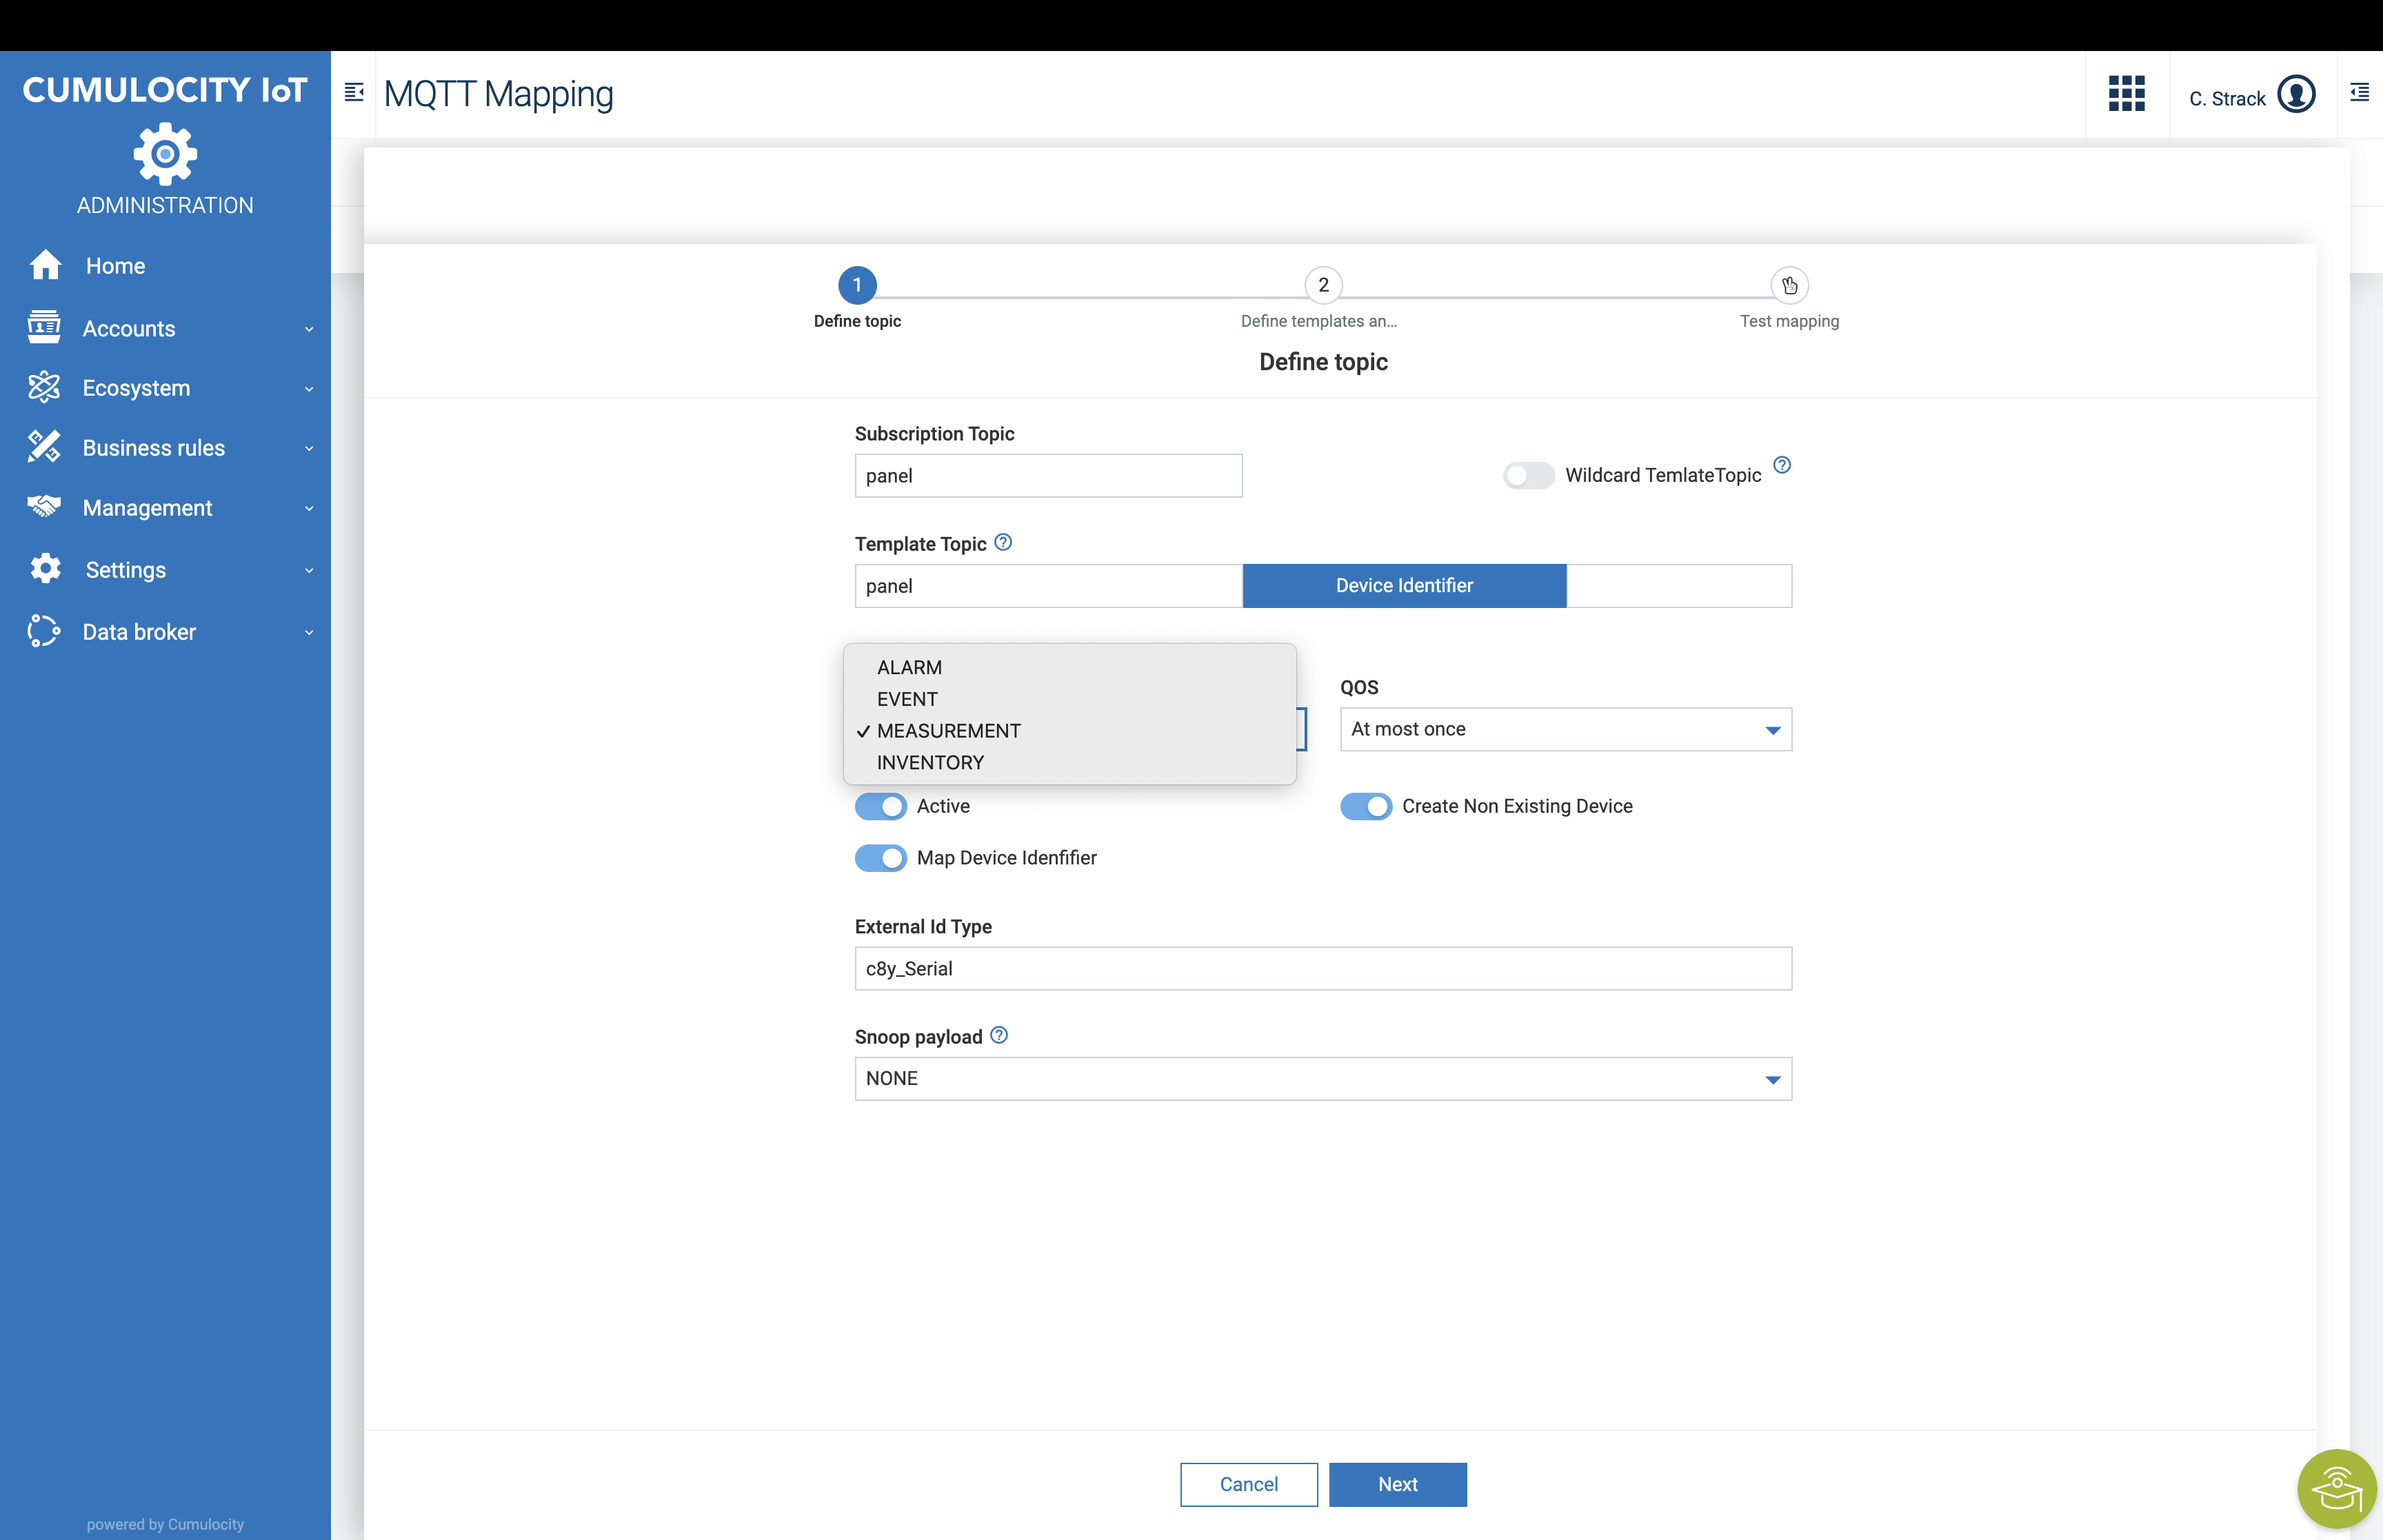 CUMULOCITY IoT
ADMINISTRATION
Home
Accounts
Ecosystem
Business rules
Management
Settings
Data broker
powered by Cumulocity
MQTT Mapping
C. Strack
1
2
Define topic
Define templates an...
Test mapping
Define topic
Subscription Topic
panel
Wildcard TemlateTopic
Template Topic
panel
Device Identifier
ALARM
EVENT
MEASUREMENT
INVENTORY
QOS
At most once
Active
Create Non Existing Device
Map Device Idenfifier
External Id Type
c8y_Serial
Snoop payload
NONE
Cancel
Next